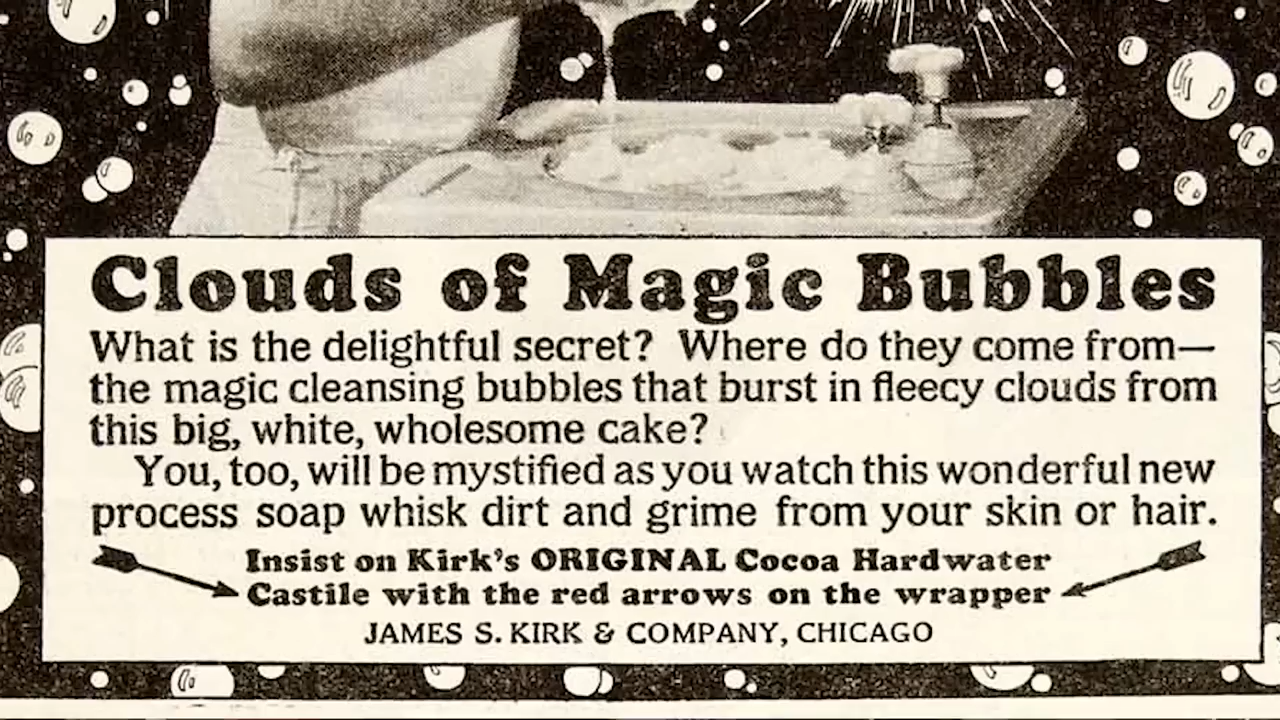 Clouds of Magic Bubbles
What is the delightful secret? Where do they come from—
the magic cleansing bubbles that burst in fleecy clouds from
this big, white, wholesome cake?
You, too, will be mystified as you watch this wonderful new
process soap whisk dirt and grime from your skin or hair.
Insist on Kirk's ORIGINAL Cocoa Hardwater
Castile with the red arrows on the wrapper
JAMES S. KIRK & COMPANY, CHICAGO